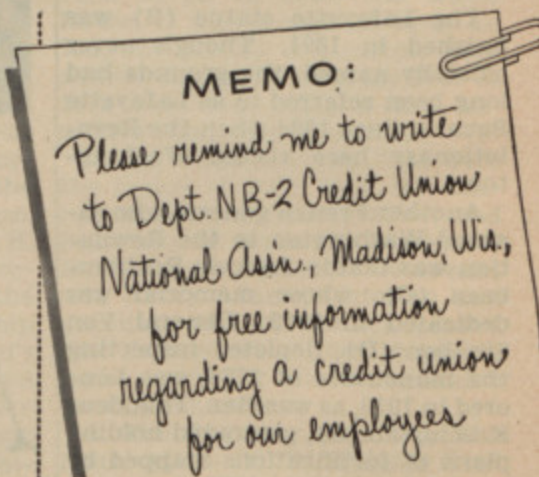 MEMO:
Please remind me to write
to Dept. NB-2 Credit Union
National Ass'n., Madison, Wis.,
for free information
regarding a credit union
for our employees